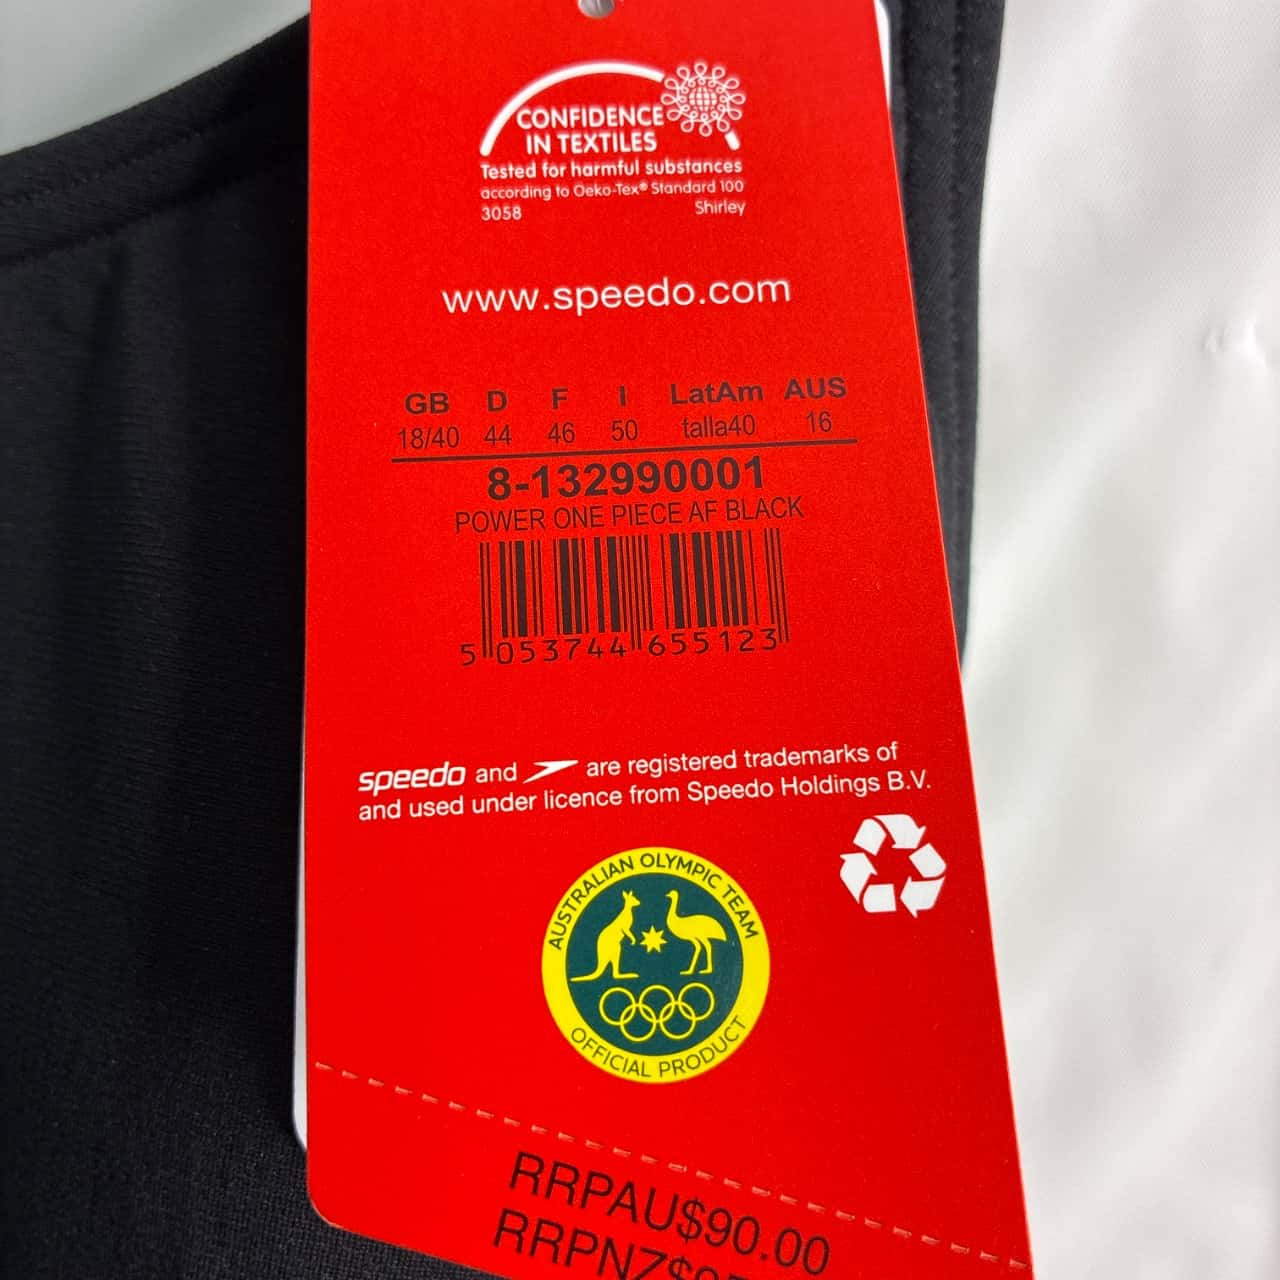 CONFIDENCE
IN TEXTILES
Tested for harmful substances
according to Oeko-Tex® Standard 100
3058 Shirley
www.speedo.com
GB D F I LatAm AUS
18/40 44 46 50 talla40 16
8-132990001
POWER ONE PIECE AF BLACK
5 053744 655123
speedo and are registered trademarks of
and used under licence from Speedo Holdings B.V.
AUSTRALIAN OLYMPIC TEAM
OFFICIAL PRODUCT
RRPAU$90.00